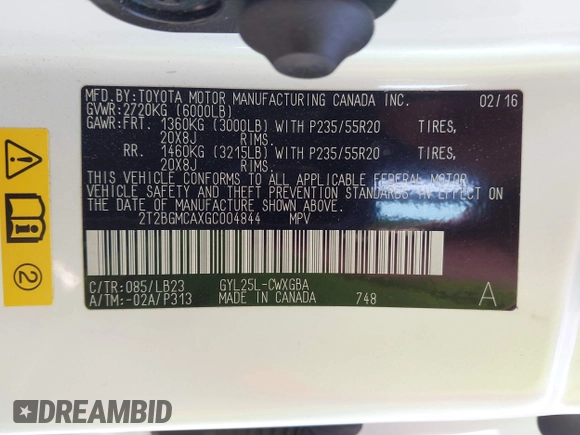 MFD.BY:TOYOTA MOTOR MANUFACTURING CANADA INC. 02/16
GVWR:2720KG (6000LB)
GAWR:FRT. 1360KG (3000LB) WITH P235/55R20 TIRES,
20X8J RIMS.
RR. 1460KG (3215LB) WITH P235/55R20 TIRES,
20X8J RIMS.
THIS VEHICLE CONFORMS TO ALL APPLICABLE FEDERAL MOTOR
VEHICLE SAFETY AND THEFT PREVENTION STANDARDS IN EFFECT ON
THE DATE OF MANUFACTURE SHOWN ABOVE.
2T2BGMCAXGC004844 MPV
C/TR:085/LB23 GYL25L-CWXGBA
A/TM:-02A/P313 MADE IN CANADA 748 A
2
DREAMBID